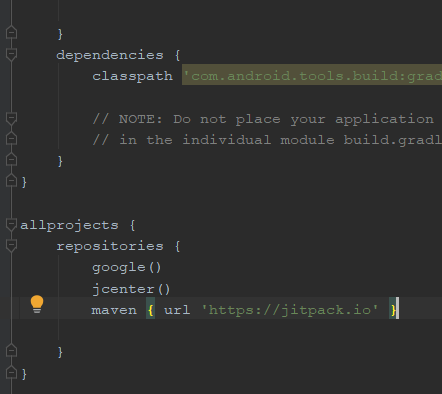 }
dependencies {
classpath 'com.android.tools.build:grad
// NOTE: Do not place your application
// in the individual module build.gradl
}
}
allprojects {
repositories {
google()
jcenter()
maven { url 'https://jitpack.io' }
}
}